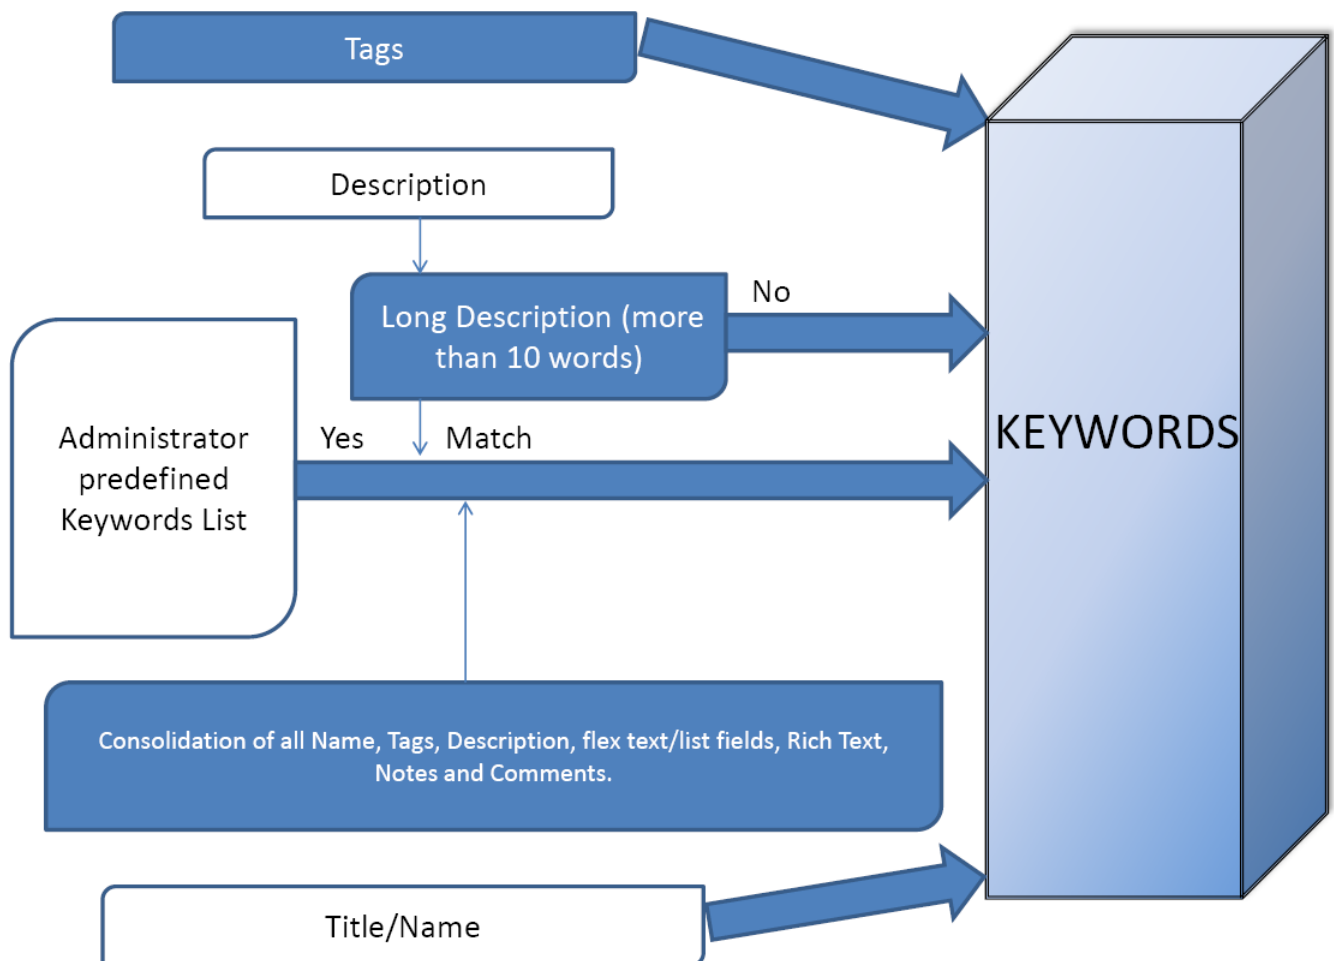 Tags
Description
No
Long Description (more
than 10 words)
KEYWORDS
Yes
Match
Administrator
predefined
Keywords List
Consolidation of all Name, Tags, Description, flex text/list fields, Rich Text,
Notes and Comments.
Title/Name